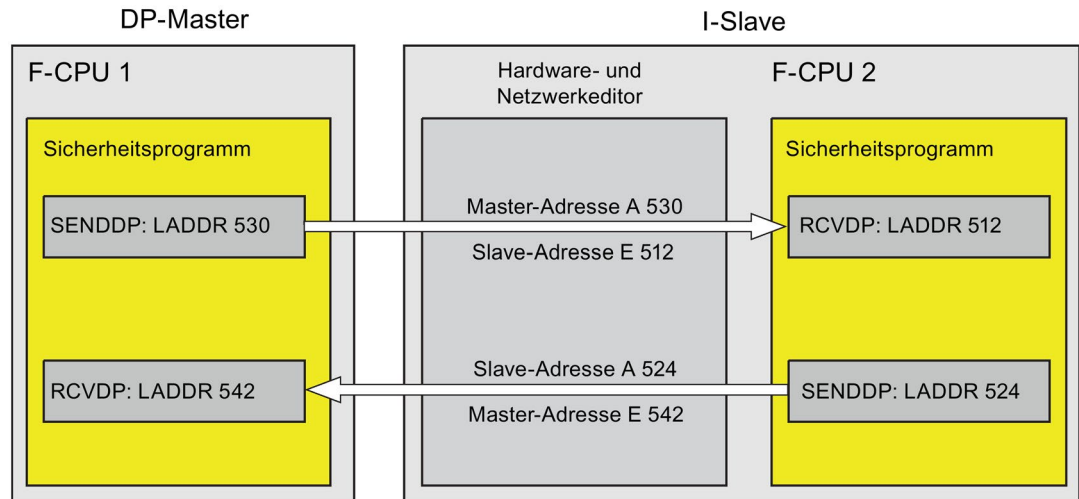 DP-Master
I-Slave
F-CPU 1
Hardware- und
Netzwerkeditor
F-CPU 2
Sicherheitsprogramm
Sicherheitsprogramm
SENDDP: LADDR 530
Master-Adresse A 530
Slave-Adresse E 512
RCVDP: LADDR 512
RCVDP: LADDR 542
Slave-Adresse A 524
Master-Adresse E 542
SENDDP: LADDR 524